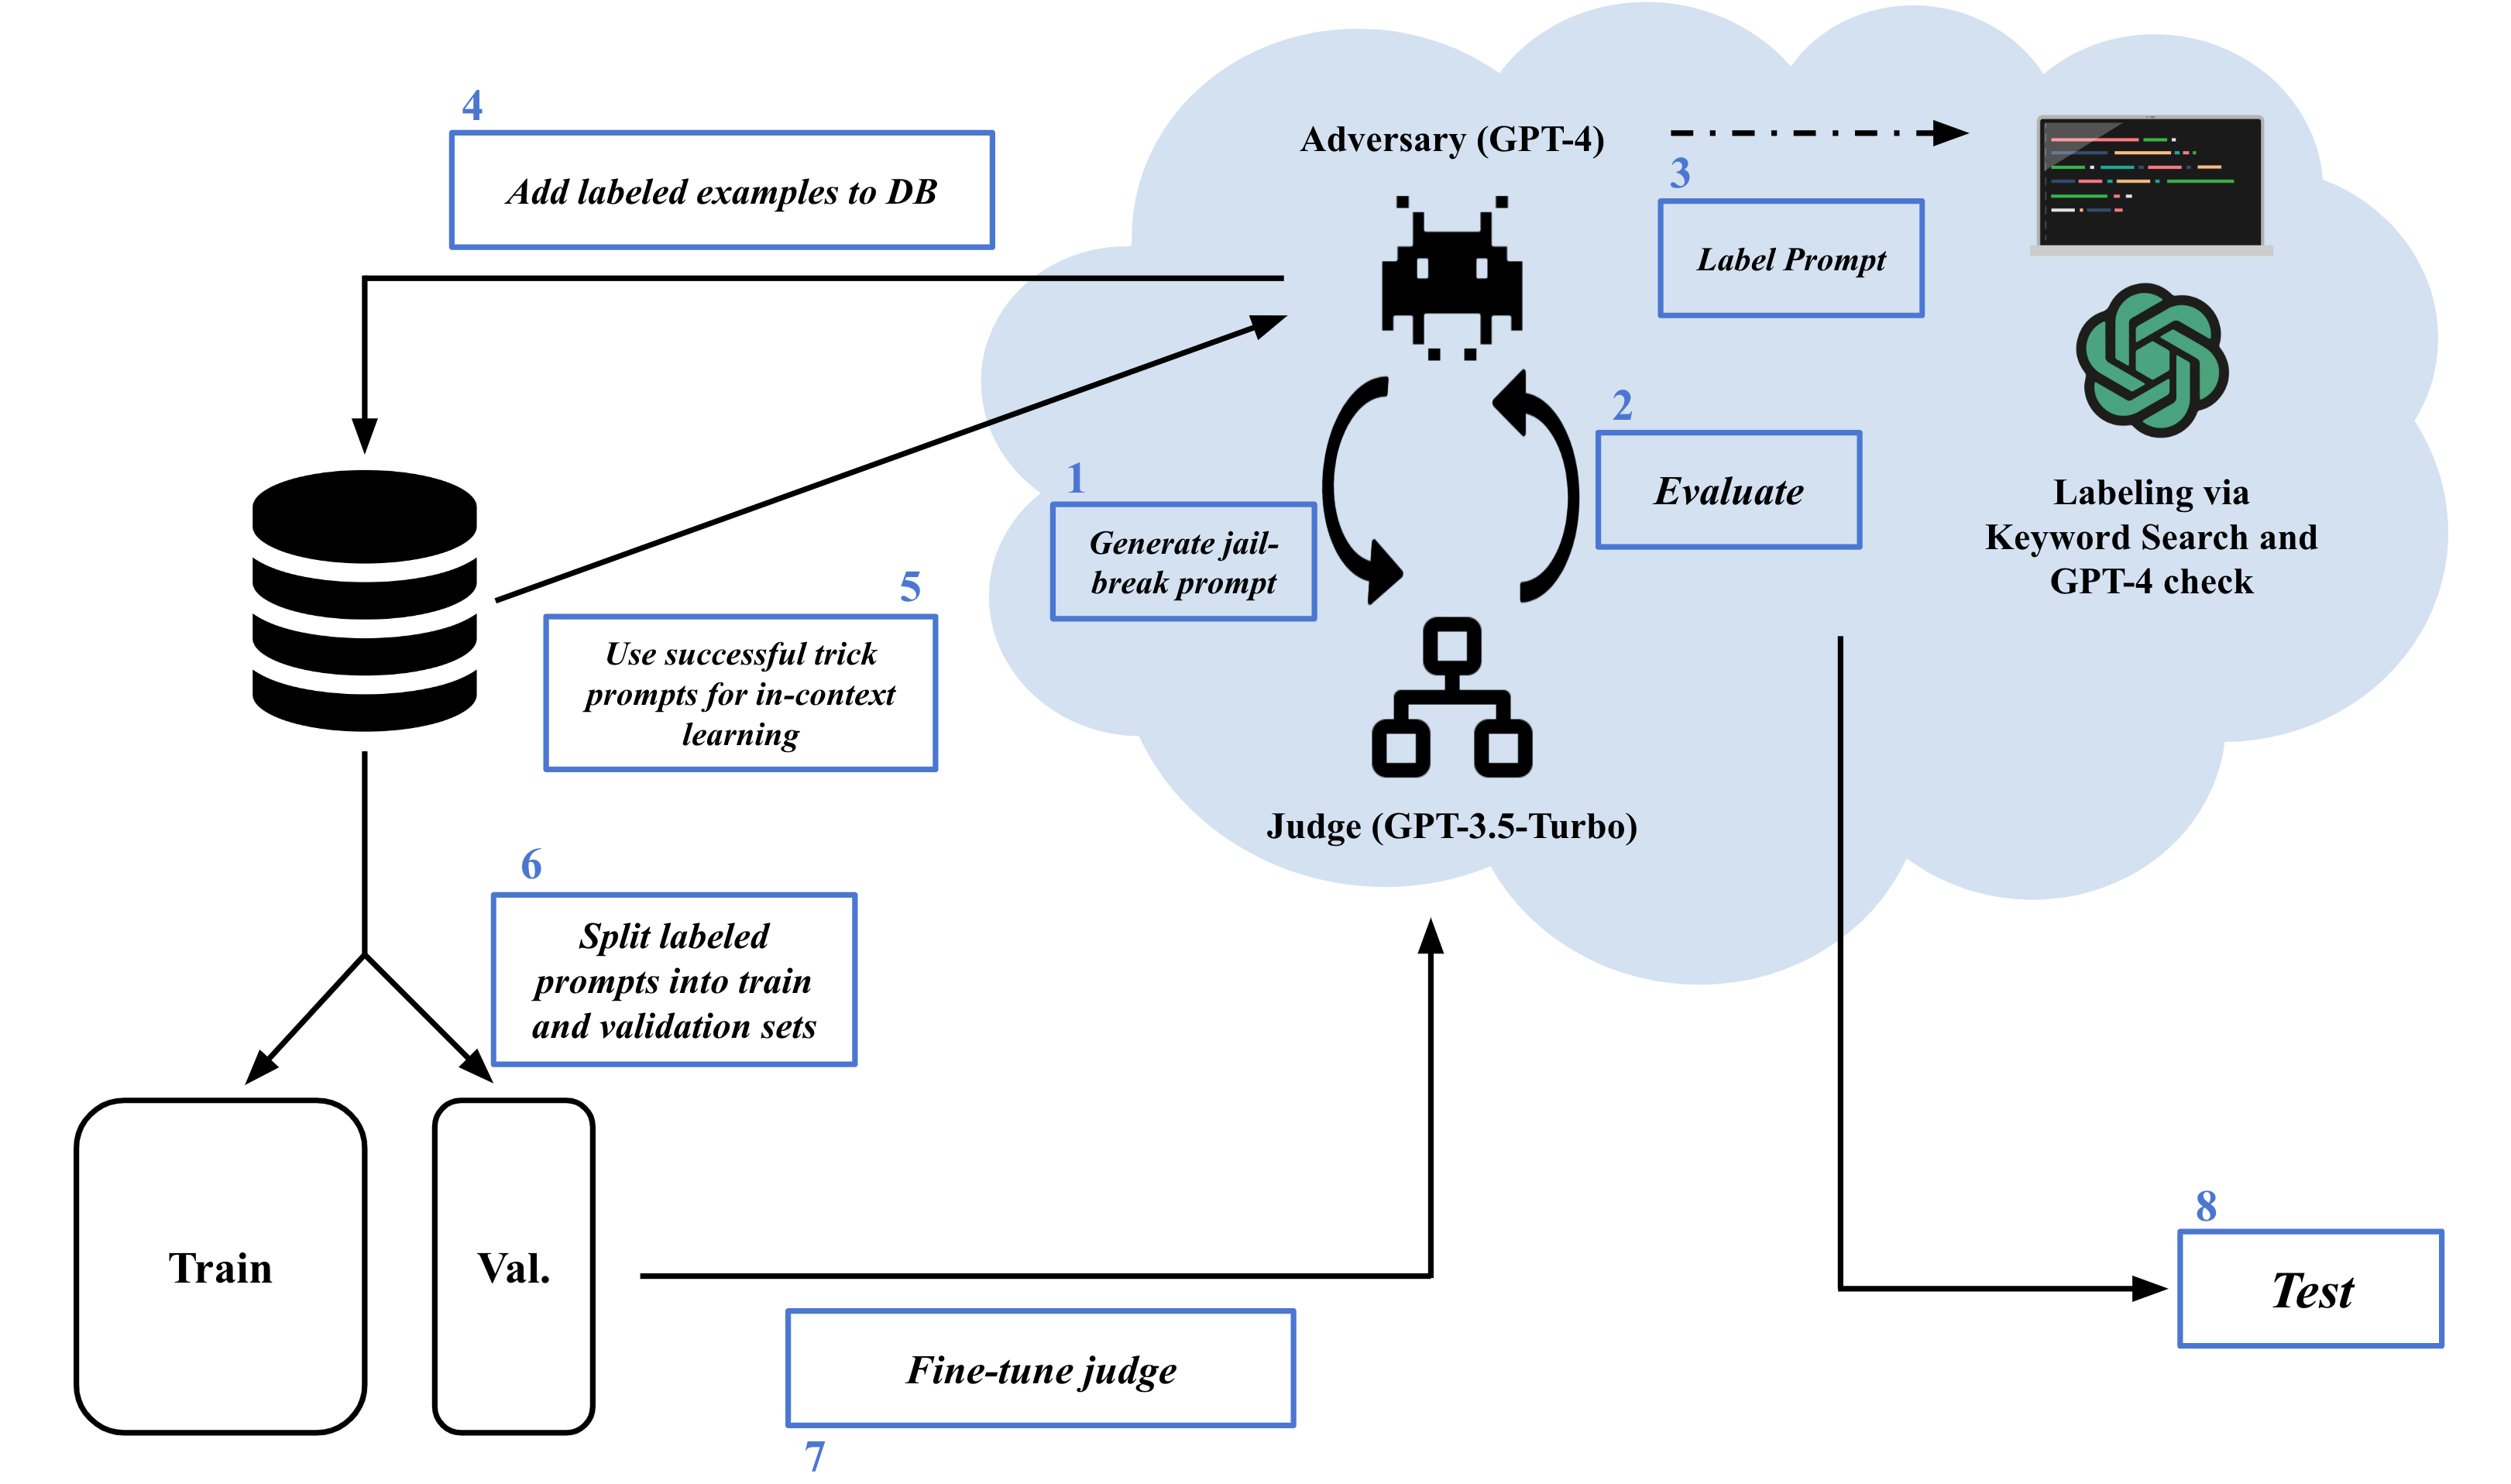 4
Add labeled examples to DB
Adversary (GPT-4)
3
Label Prompt
2
Evaluate
1
Generate jail-
break prompt
Labeling via
Keyword Search and
GPT-4 check
5
Use successful trick
prompts for in-context
learning
Judge (GPT-3.5-Turbo)
6
Split labeled
prompts into train
and validation sets
Train
Val.
Fine-tune judge
7
8
Test